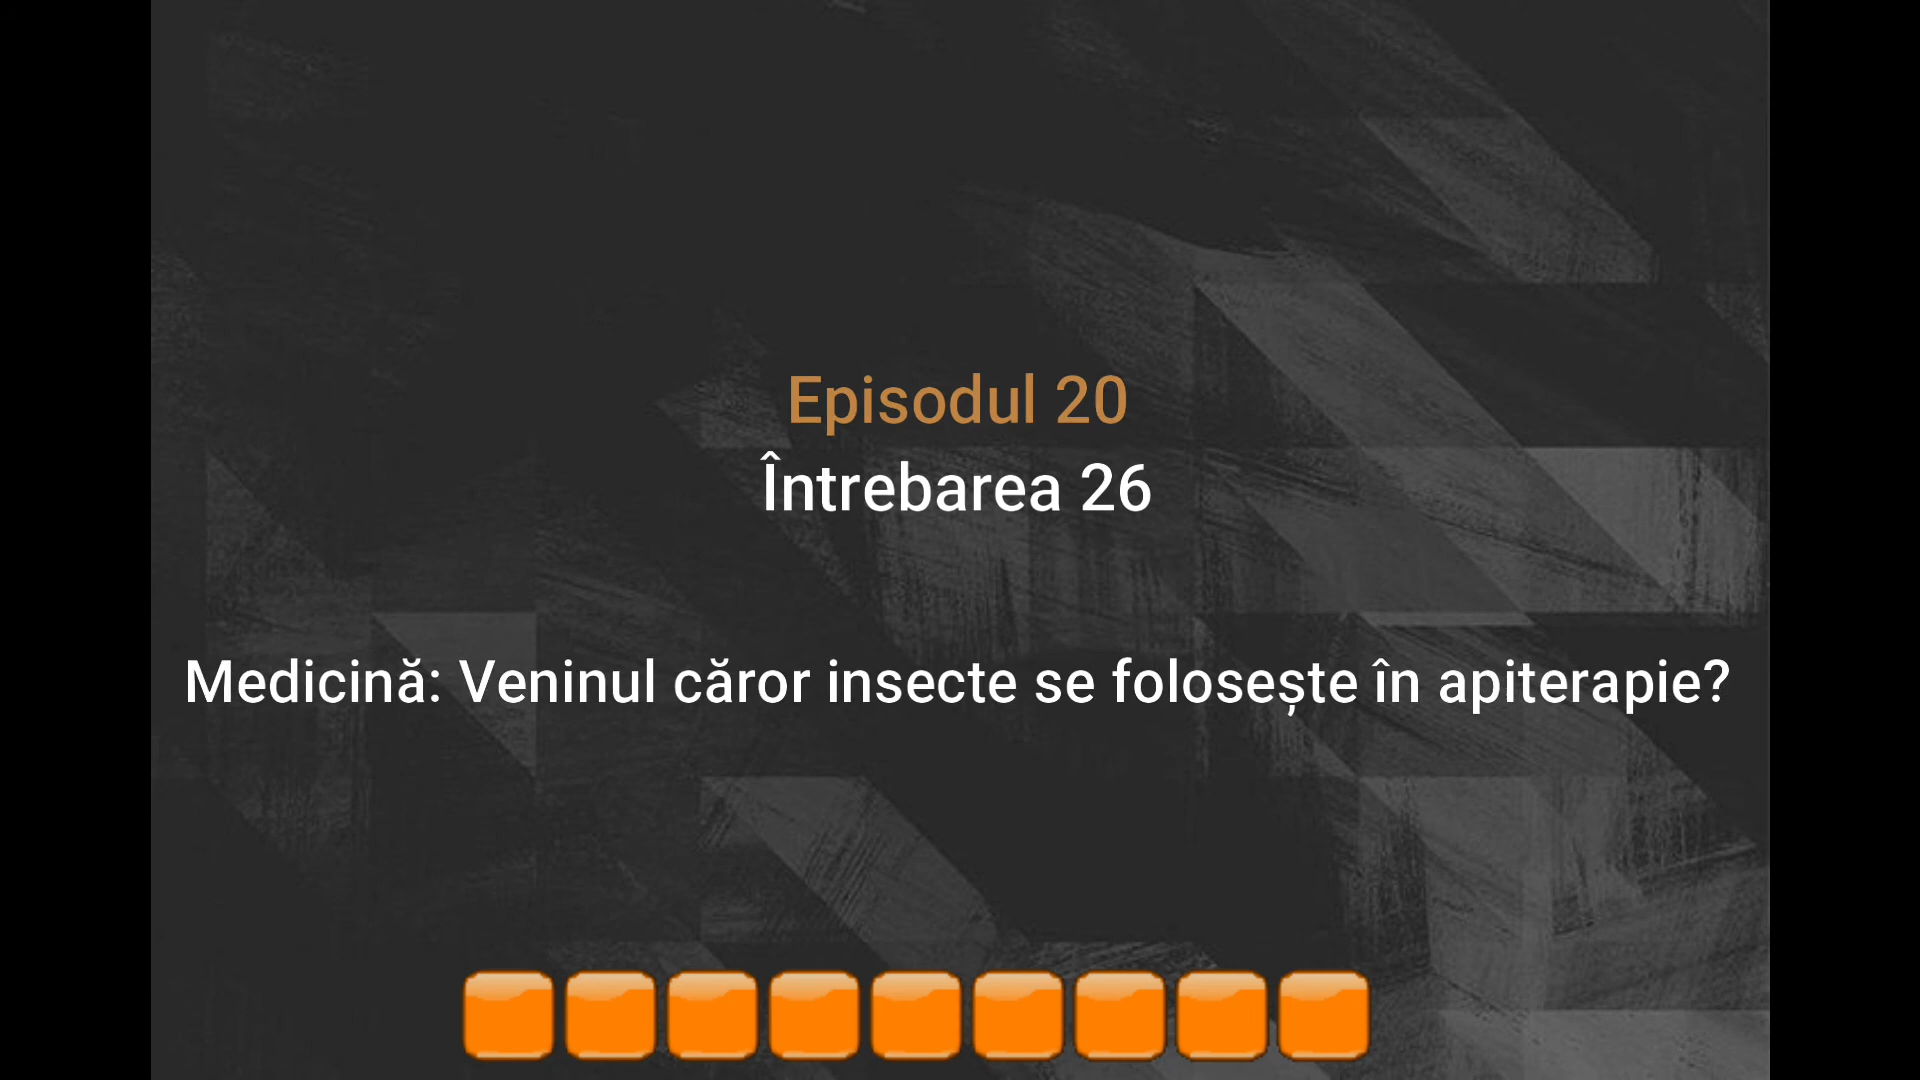 Episodul 20
Întrebarea 26
Medicină: Veninul căror insecte se folosește în apiterapie?